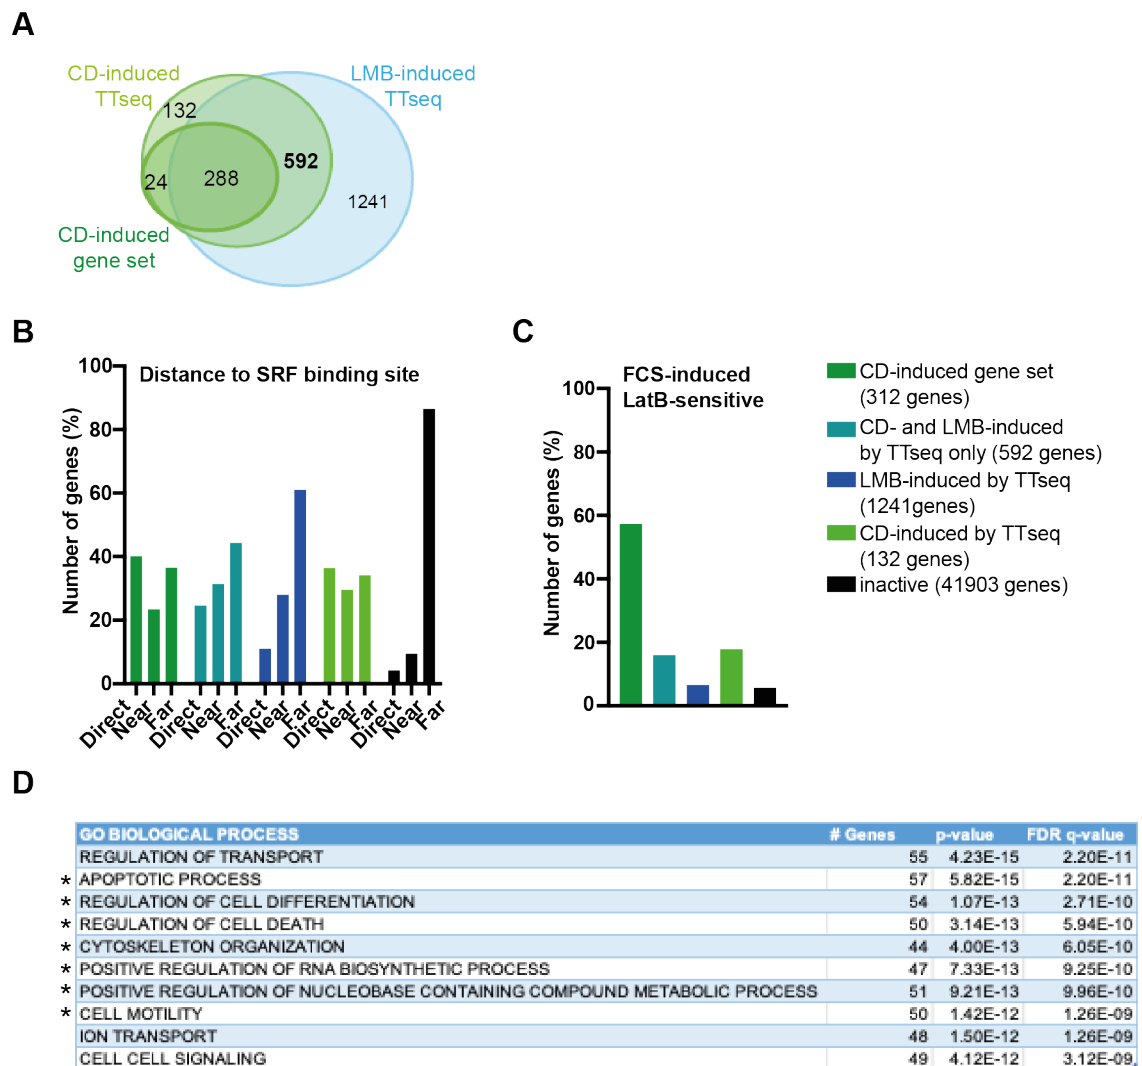 A
CD-induced
TTseq
LMB-induced
TTseq
132
592
24
288
1241
CD-induced
gene set
B
Distance to SRF binding site
Number of genes (%)
100
80
60
40
20
0
Direct
Near
Far
Direct
Near
Far
Direct
Near
Far
Direct
Near
Far
Direct
Near
Far
C
FCS-induced
LatB-sensitive
Number of genes (%)
100
80
60
40
20
0
CD-induced gene set
(312 genes)
CD- and LMB-induced
by TTseq only (592 genes)
LMB-induced by TTseq
(1241genes)
CD-induced by TTseq
(132 genes)
inactive (41903 genes)
D
GO BIOLOGICAL PROCESS # Genes p-value FDR q-value
REGULATION OF TRANSPORT 55 4.23E-15 2.20E-11
* APOPTOTIC PROCESS 57 5.82E-15 2.20E-11
* REGULATION OF CELL DIFFERENTIATION 54 1.07E-13 2.71E-10
* REGULATION OF CELL DEATH 50 3.14E-13 5.94E-10
* CYTOSKELETON ORGANIZATION 44 4.00E-13 6.05E-10
* POSITIVE REGULATION OF RNA BIOSYNTHETIC PROCESS 47 7.33E-13 9.25E-10
* POSITIVE REGULATION OF NUCLEOBASE CONTAINING COMPOUND METABOLIC PROCESS 51 9.21E-13 9.96E-10
* CELL MOTILITY 50 1.42E-12 1.26E-09
ION TRANSPORT 48 1.50E-12 1.26E-09
CELL CELL SIGNALING 49 4.12E-12 3.12E-09